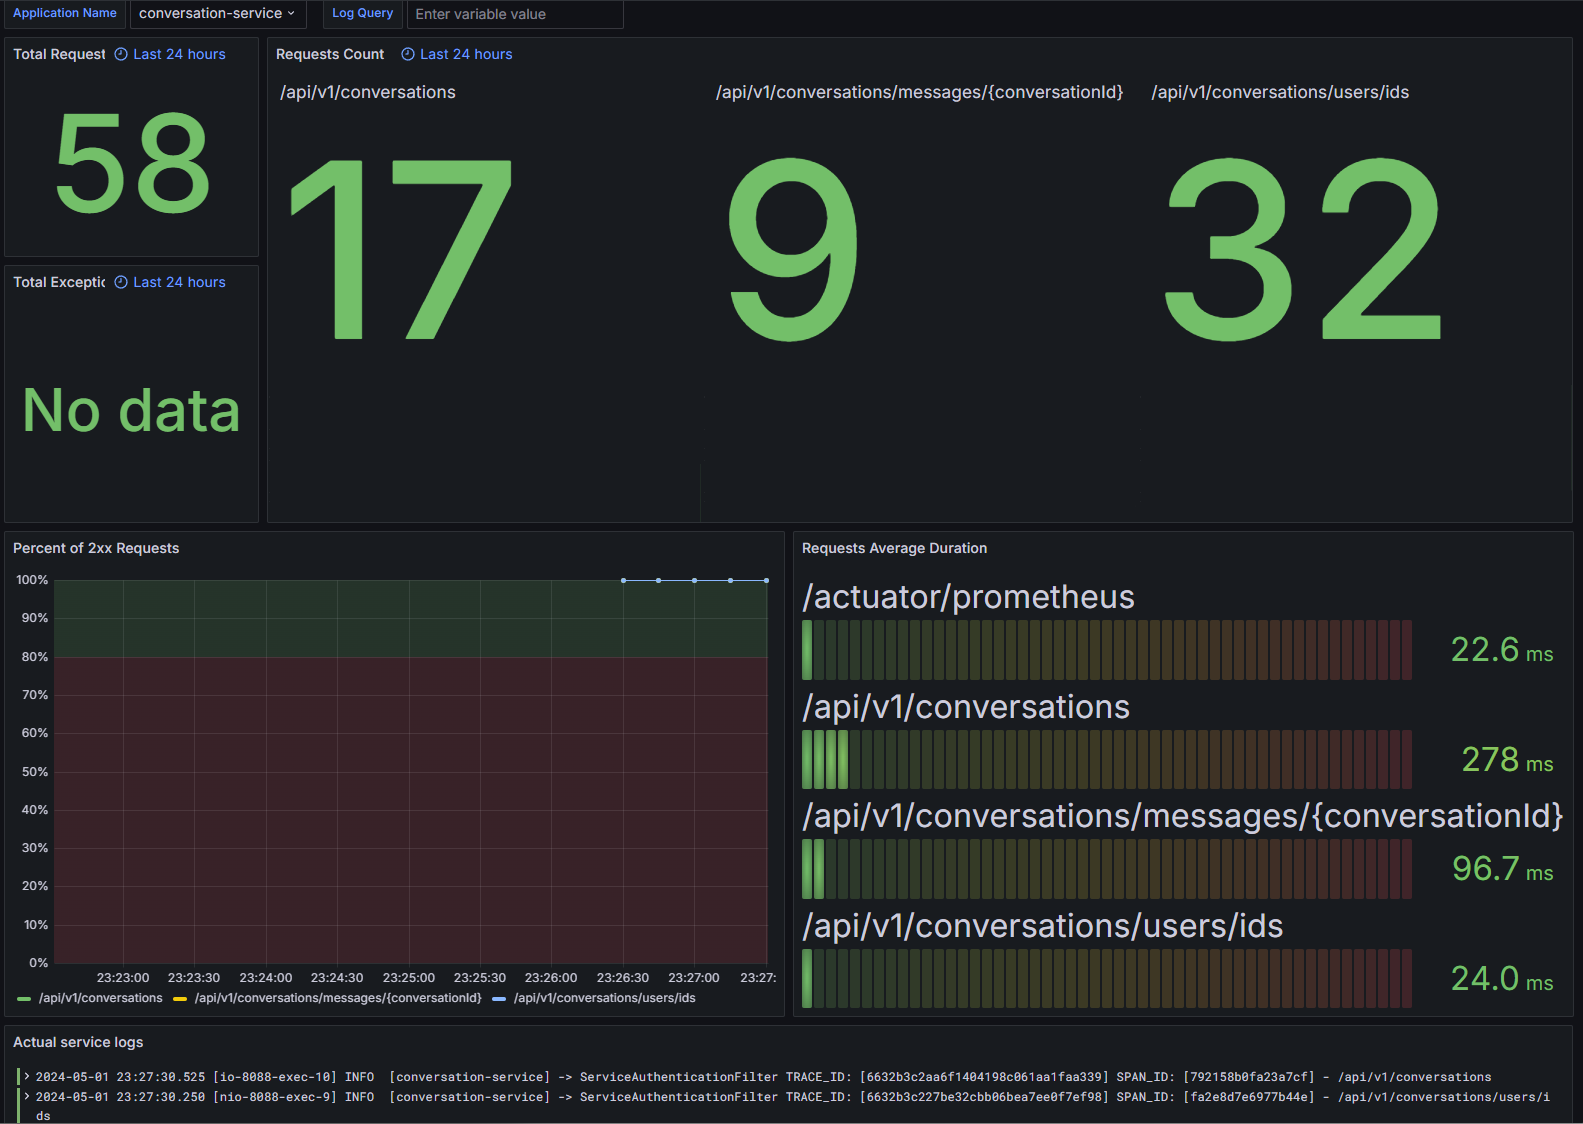 Application Name conversation-service Log Query Enter variable value
Total Request Last 24 hours
58
Requests Count Last 24 hours
/api/v1/conversations /api/v1/conversations/messages/{conversationId} /api/v1/conversations/users/ids
17 9 32
Total Exceptic Last 24 hours
No data
Percent of 2xx Requests
100%
90%
80%
70%
60%
50%
40%
30%
20%
10%
0%
23:23:00 23:23:30 23:24:00 23:24:30 23:25:00 23:25:30 23:26:00 23:26:30 23:27:00 23:27:
/api/v1/conversations /api/v1/conversations/messages/{conversationId} /api/v1/conversations/users/ids
Requests Average Duration
/actuator/prometheus
22.6 ms
/api/v1/conversations
278 ms
/api/v1/conversations/messages/{conversationId}
96.7 ms
/api/v1/conversations/users/ids
24.0 ms
Actual service logs
2024-05-01 23:27:30.525 [io-8088-exec-10] INFO [conversation-service] -> ServiceAuthenticationFilter TRACE_ID: [6632b3c2aa6f1404198c061aa1faa339] SPAN_ID: [792158b0fa23a7cf] - /api/v1/conversations
2024-05-01 23:27:30.250 [nio-8088-exec-9] INFO [conversation-service] -> ServiceAuthenticationFilter TRACE_ID: [6632b3c227be32cbb06bea7ee0f7ef98] SPAN_ID: [fa2e8d7e6977b44e] - /api/v1/conversations/users/i
ds